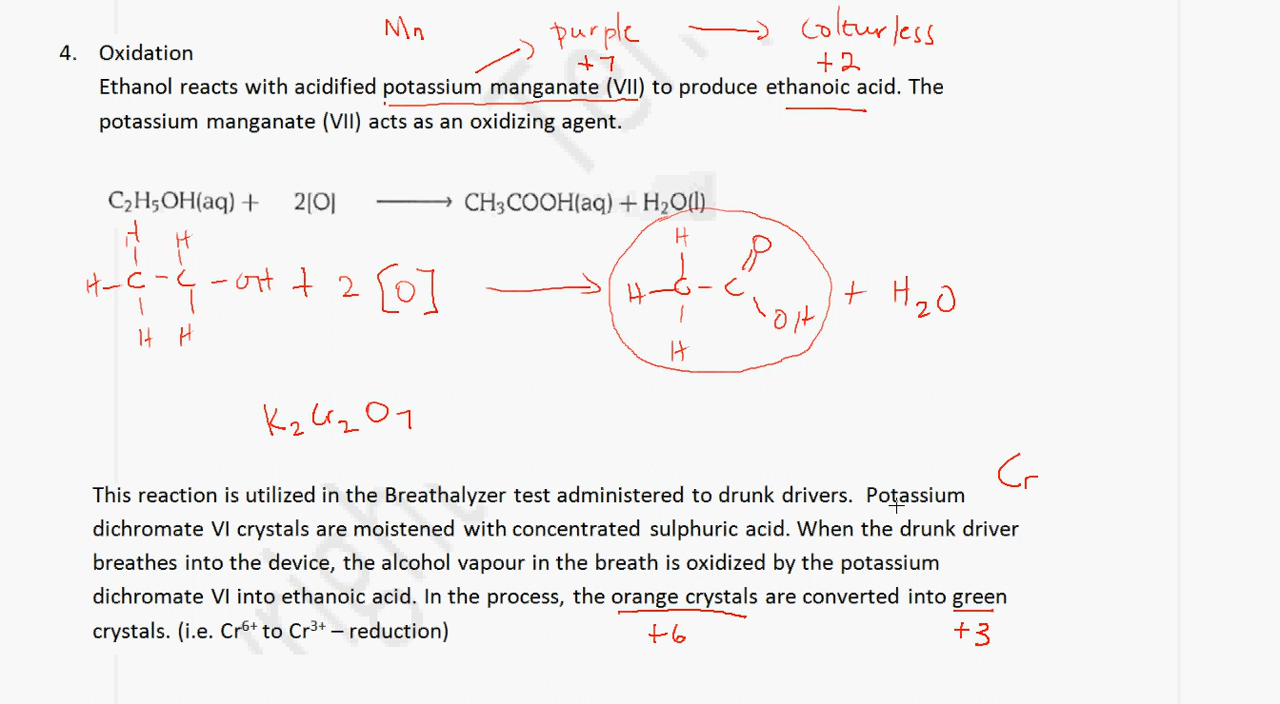 Mn purple → colturless
4. Oxidation
+7 +2
Ethanol reacts with acidified potassium manganate (VII) to produce ethanoic acid. The
potassium manganate (VII) acts as an oxidizing agent.
C₂H₅OH(aq) + 2[O] → CH₃COOH(aq) + H₂O(l)
H H H O
H-C-C-OH + 2 [O] → H-C-C + H₂O
OH
H H H
K₂Cr₂O₇
Cr
This reaction is utilized in the Breathalyzer test administered to drunk drivers. Potassium
dichromate VI crystals are moistened with concentrated sulphuric acid. When the drunk driver
breathes into the device, the alcohol vapour in the breath is oxidized by the potassium
dichromate VI into ethanoic acid. In the process, the orange crystals are converted into green
crystals. (i.e. Cr⁶⁺ to Cr³⁺ – reduction)
+6 +3